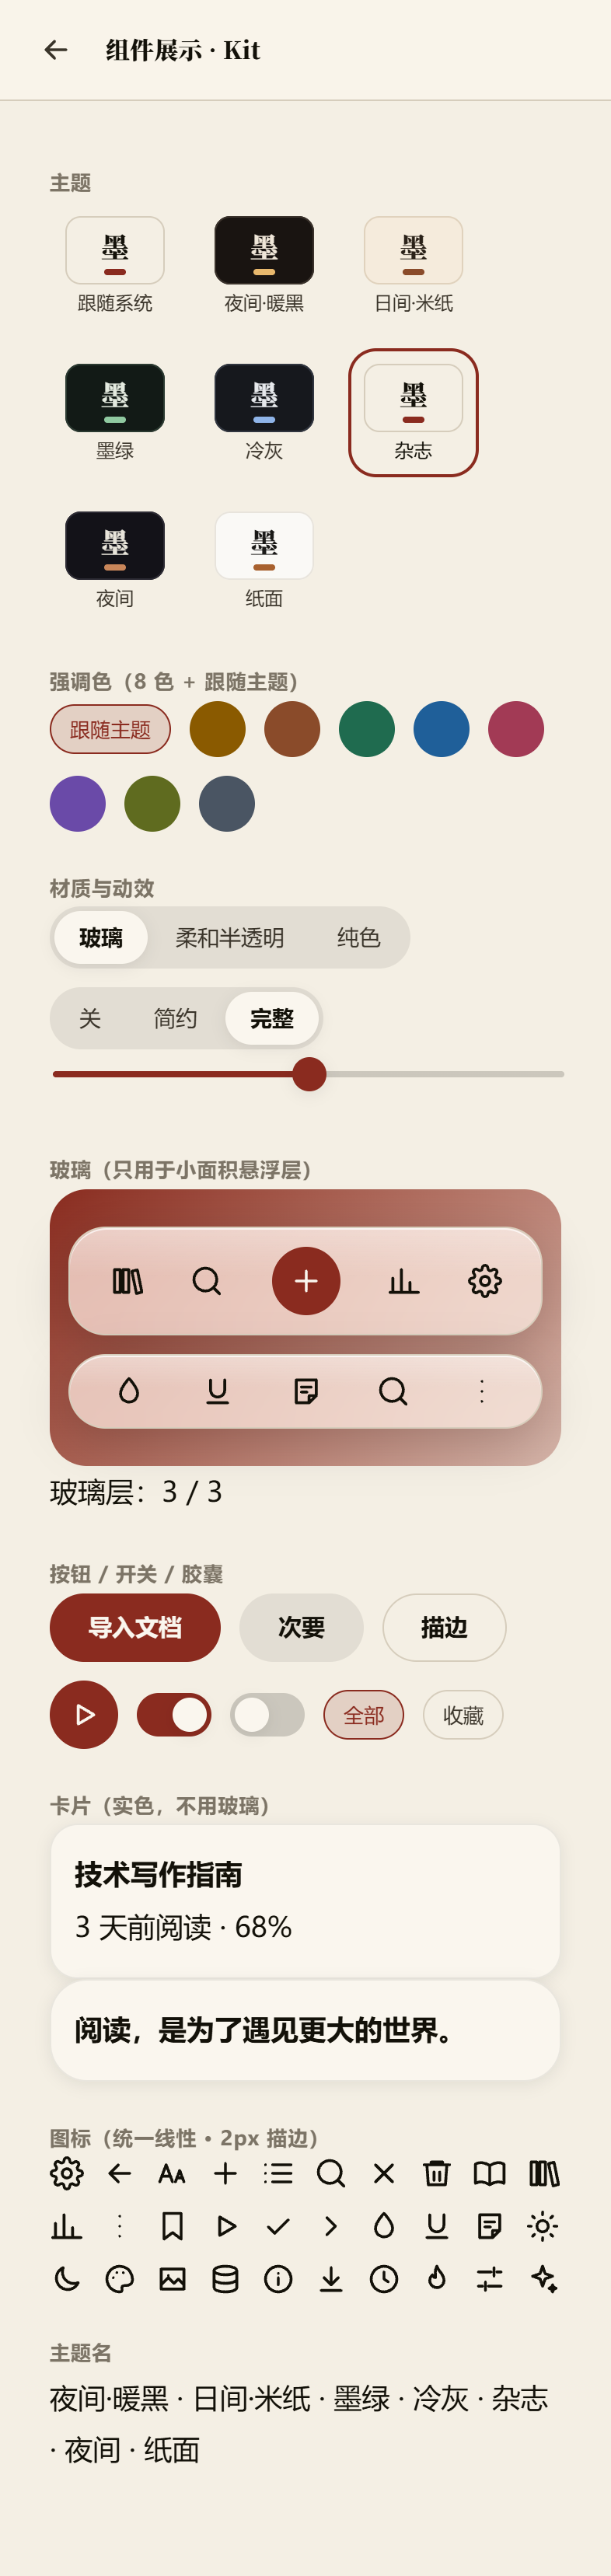 组件展示 · Kit
主题
墨 墨 墨
跟随系统 夜间·暖黑 日间·米纸
墨 墨 墨
墨绿 冷灰 杂志
墨 墨
夜间 纸面
强调色（8 色 + 跟随主题）
跟随主题
材质与动效
玻璃 柔和半透明 纯色
关 简约 完整
玻璃（只用于小面积悬浮层）
玻璃层：3 / 3
按钮 / 开关 / 胶囊
导入文档 次要 描边
全部 收藏
卡片（实色，不用玻璃）
技术写作指南
3 天前阅读 · 68%
阅读，是为了遇见更大的世界。
图标（统一线性 • 2px 描边）
主题名
夜间·暖黑 · 日间·米纸 · 墨绿 · 冷灰 · 杂志
· 夜间 · 纸面